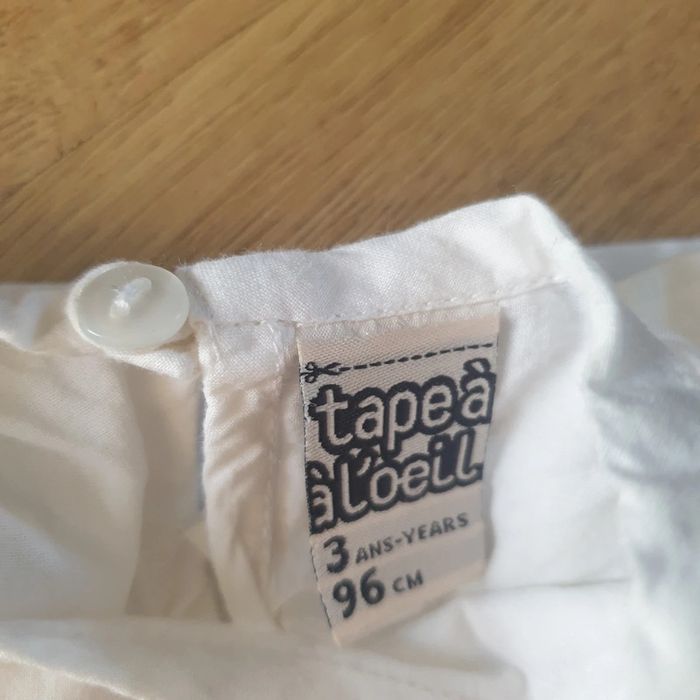 tape à
à l'oeil
3 ANS-YEARS
96 CM